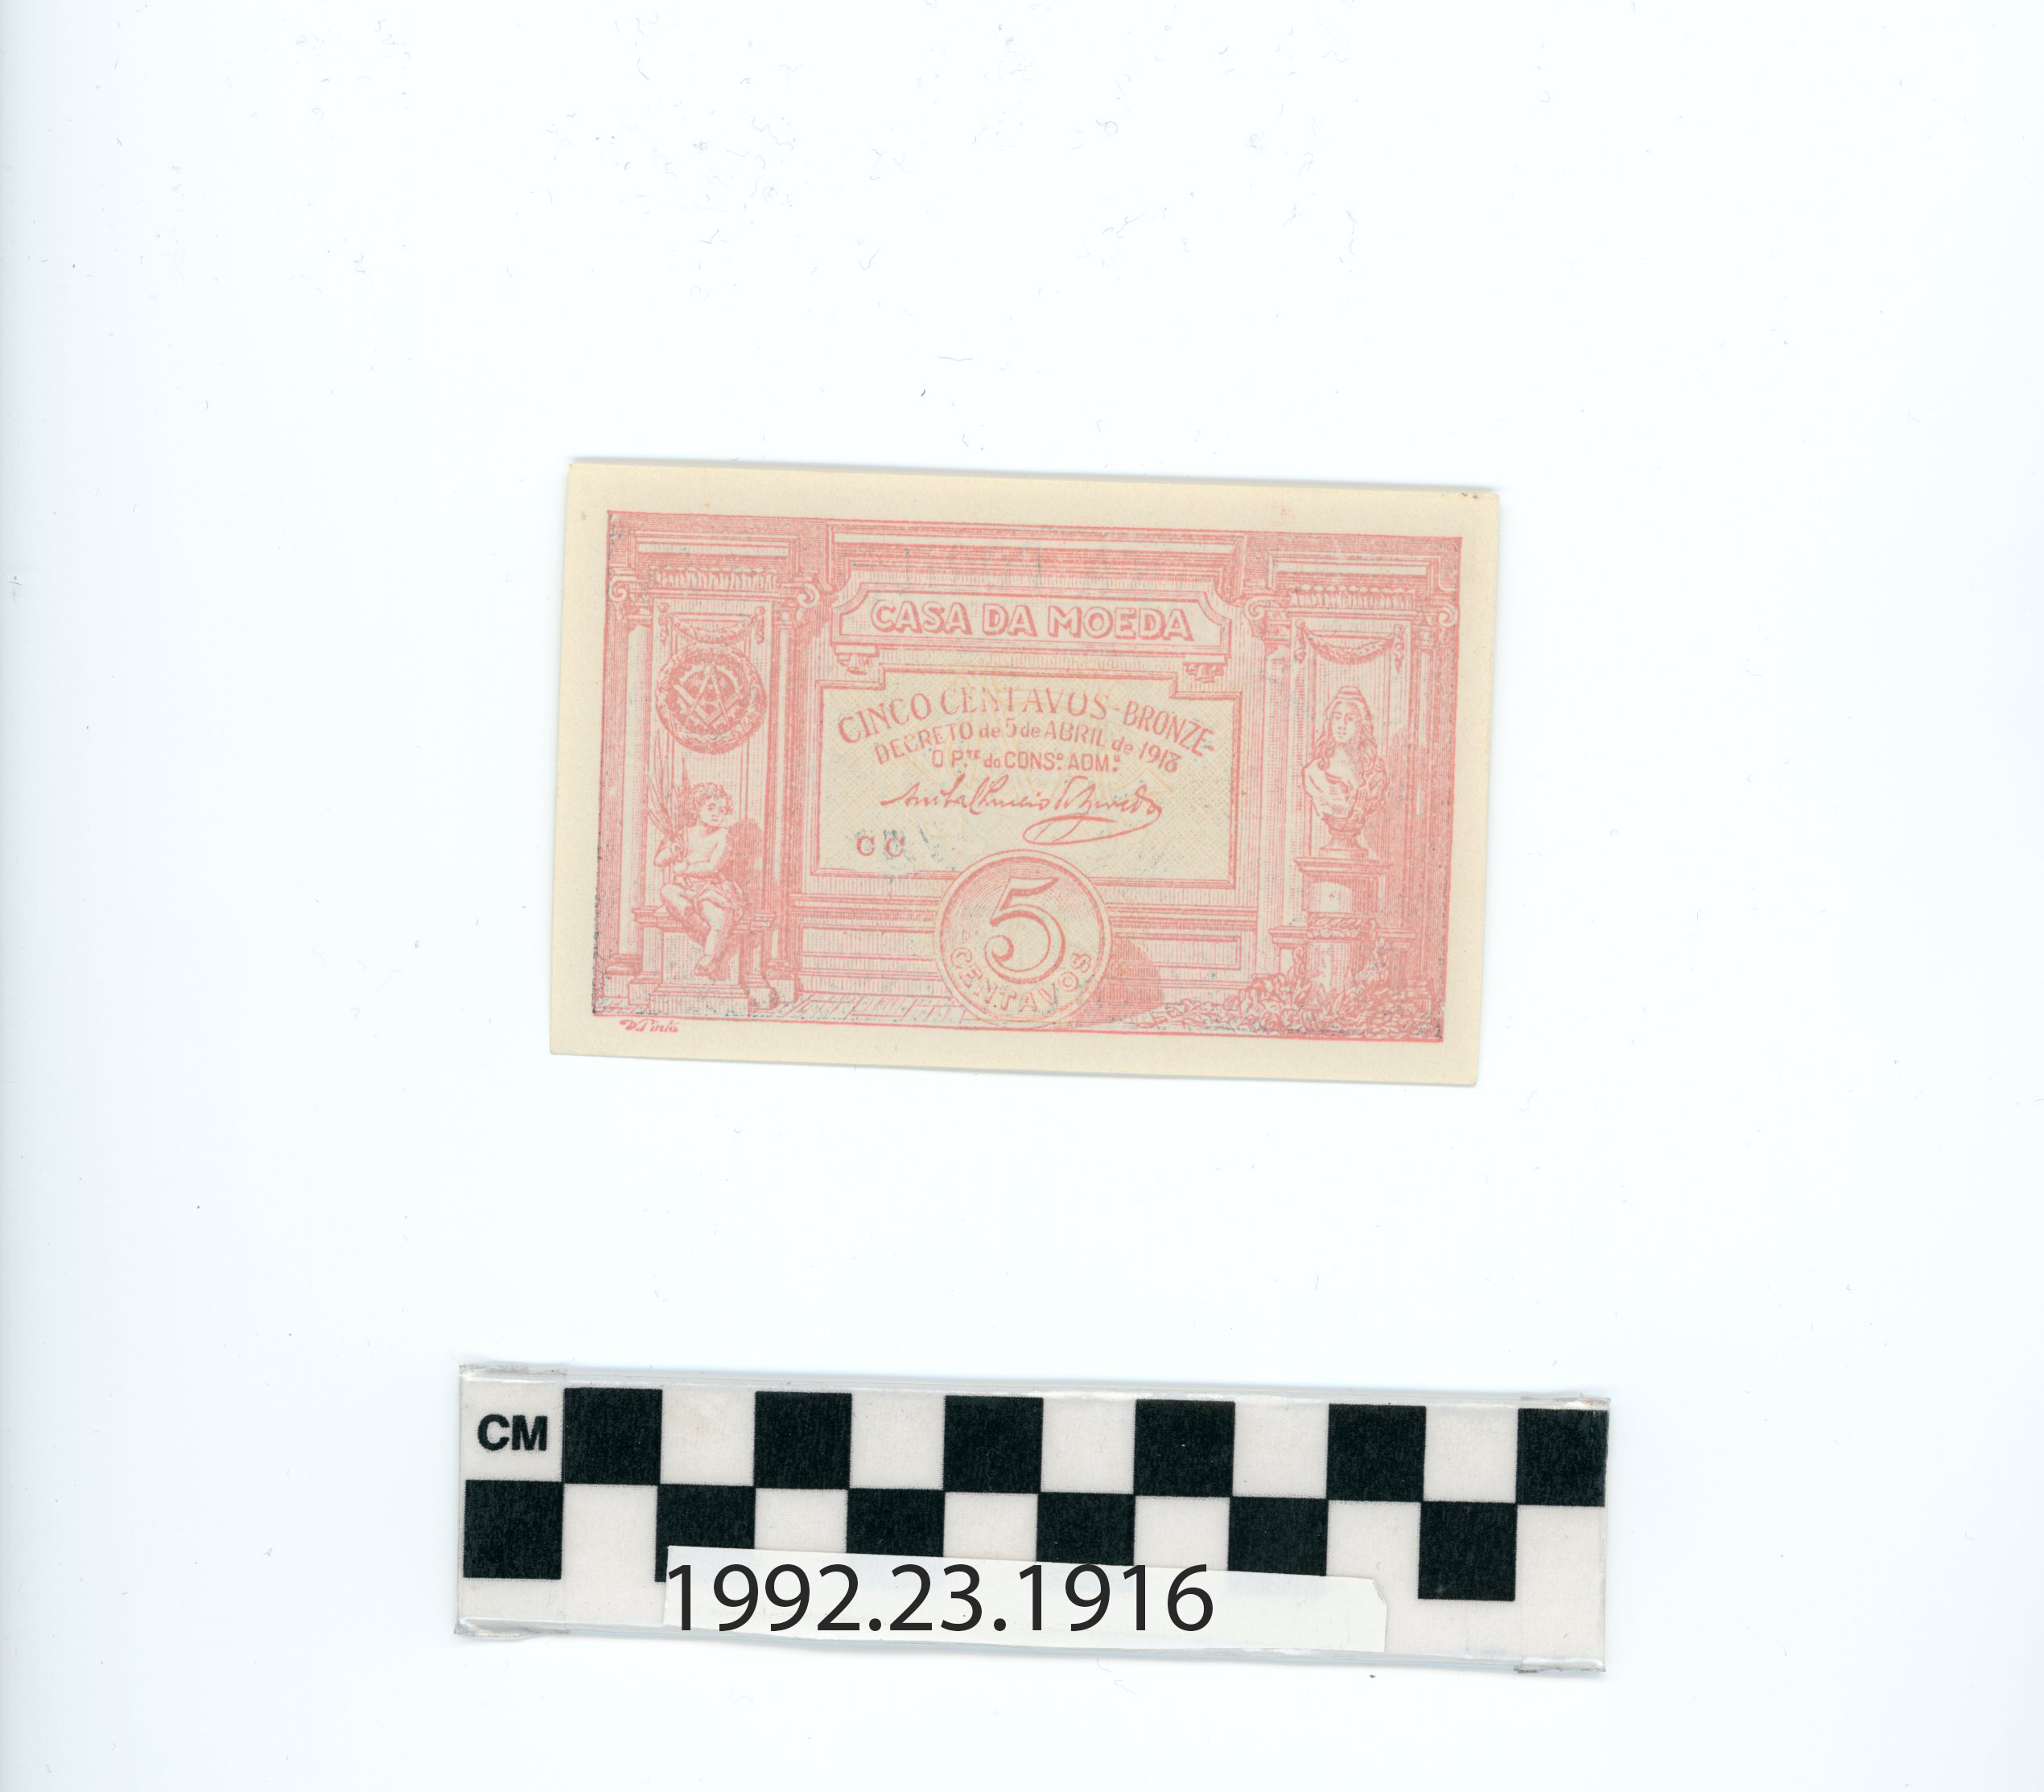 CASA DA MOEDA
CINCO CENTAVOS-BRONZE-
DECRETO de 5 de ABRIL de 1918
O P.TE do CONS.º ADM.º
CC
5
CENTAVOS
D. Pinto
CM
1992.23.1916